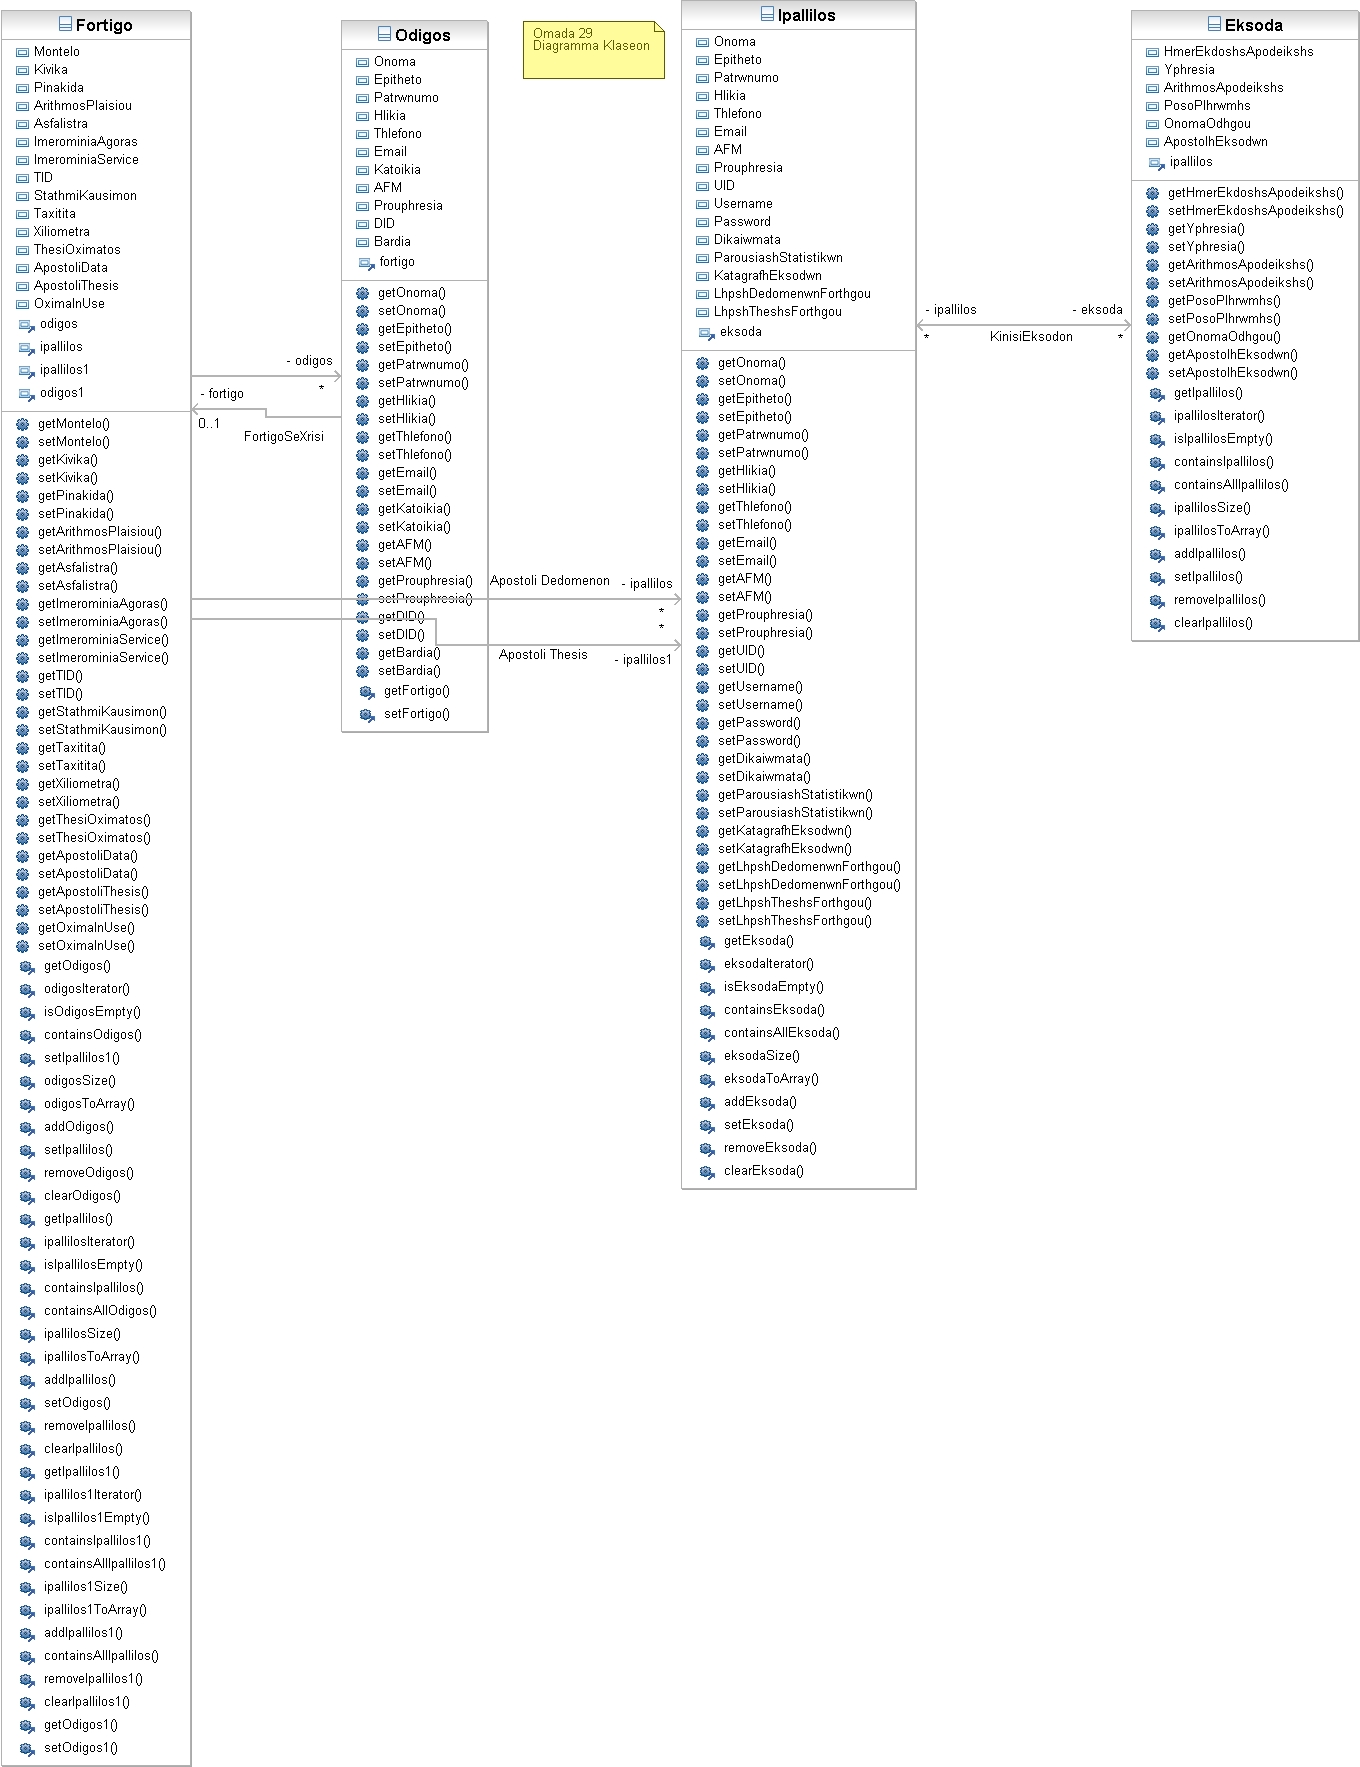 Fortigo
Montelo
Kivika
Pinakida
ArithmosPlaisiou
Asfalistra
ImerominiaAgoras
ImerominiaService
TID
StathmiKausimon
Taxitita
Xiliometra
ThesiOximatos
ApostoliData
ApostoliThesis
OximaInUse
odigos
ipallilos
ipallilos1
odigos1
getMontelo()
setMontelo()
getKivika()
setKivika()
getPinakida()
setPinakida()
getArithmosPlaisiou()
setArithmosPlaisiou()
getAsfalistra()
setAsfalistra()
getImerominiaAgoras()
setImerominiaAgoras()
getImerominiaService()
setImerominiaService()
getTID()
setTID()
getStathmiKausimon()
setStathmiKausimon()
getTaxitita()
setTaxitita()
getXiliometra()
setXiliometra()
getThesiOximatos()
setThesiOximatos()
getApostoliData()
setApostoliData()
getApostoliThesis()
setApostoliThesis()
getOximaInUse()
setOximaInUse()
getOdigos()
odigosIterator()
isOdigosEmpty()
containsOdigos()
setIpallilos1()
odigosSize()
odigosToArray()
addOdigos()
setIpallilos()
removeOdigos()
clearOdigos()
getIpallilos()
ipallilosIterator()
isIpallilosEmpty()
containsIpallilos()
containsAllOdigos()
ipallilosSize()
ipallilosToArray()
addIpallilos()
setOdigos()
removeIpallilos()
clearIpallilos()
getIpallilos1()
ipallilos1Iterator()
isIpallilos1Empty()
containsIpallilos1()
containsAllIpallilos1()
ipallilos1Size()
ipallilos1ToArray()
addIpallilos1()
containsAllIpallilos()
removeIpallilos1()
clearIpallilos1()
getOdigos1()
setOdigos1()
- odigos
*
- fortigo
0..1
FortigoSeXrisi
Odigos
Onoma
Epitheto
Patrwnumo
Hlikia
Thlefono
Email
Katoikia
AFM
Prouphresia
DID
Bardia
fortigo
getOnoma()
setOnoma()
getEpitheto()
setEpitheto()
getPatrwnumo()
setPatrwnumo()
getHlikia()
setHlikia()
getThlefono()
setThlefono()
getEmail()
setEmail()
getKatoikia()
setKatoikia()
getAFM()
setAFM()
getProuphresia()
setProuphresia()
getDID()
setDID()
getBardia()
setBardia()
getFortigo()
setFortigo()
Omada 29
Diagramma Klaseon
Apostoli Dedomenon
- ipallilos
*
*
Apostoli Thesis
- ipallilos1
Ipallilos
Onoma
Epitheto
Patrwnumo
Hlikia
Thlefono
Email
AFM
Prouphresia
UID
Username
Password
Dikaiwmata
ParousiashStatistikwn
KatagrafhEksodwn
LhpshDedomenwnForthgou
LhpshTheshsForthgou
eksoda
getOnoma()
setOnoma()
getEpitheto()
setEpitheto()
getPatrwnumo()
setPatrwnumo()
getHlikia()
setHlikia()
getThlefono()
setThlefono()
getEmail()
setEmail()
getAFM()
setAFM()
getProuphresia()
setProuphresia()
getUID()
setUID()
getUsername()
setUsername()
getPassword()
setPassword()
getDikaiwmata()
setDikaiwmata()
getParousiashStatistikwn()
setParousiashStatistikwn()
getKatagrafhEksodwn()
setKatagrafhEksodwn()
getLhpshDedomenwnForthgou()
setLhpshDedomenwnForthgou()
getLhpshTheshsForthgou()
setLhpshTheshsForthgou()
getEksoda()
eksodaIterator()
isEksodaEmpty()
containsEksoda()
containsAllEksoda()
eksodaSize()
eksodaToArray()
addEksoda()
setEksoda()
removeEksoda()
clearEksoda()
- ipallilos
- eksoda
*
KinisiEksodon
*
Eksoda
HmerEkdoshsApodeikshs
Yphresia
ArithmosApodeikshs
PosoPlhrwmhs
OnomaOdhgou
ApostolhEksodwn
ipallilos
getHmerEkdoshsApodeikshs()
setHmerEkdoshsApodeikshs()
getYphresia()
setYphresia()
getArithmosApodeikshs()
setArithmosApodeikshs()
getPosoPlhrwmhs()
setPosoPlhrwmhs()
getOnomaOdhgou()
getApostolhEksodwn()
setApostolhEksodwn()
getIpallilos()
ipallilosIterator()
isIpallilosEmpty()
containsIpallilos()
containsAllIpallilos()
ipallilosSize()
ipallilosToArray()
addIpallilos()
setIpallilos()
removeIpallilos()
clearIpallilos()